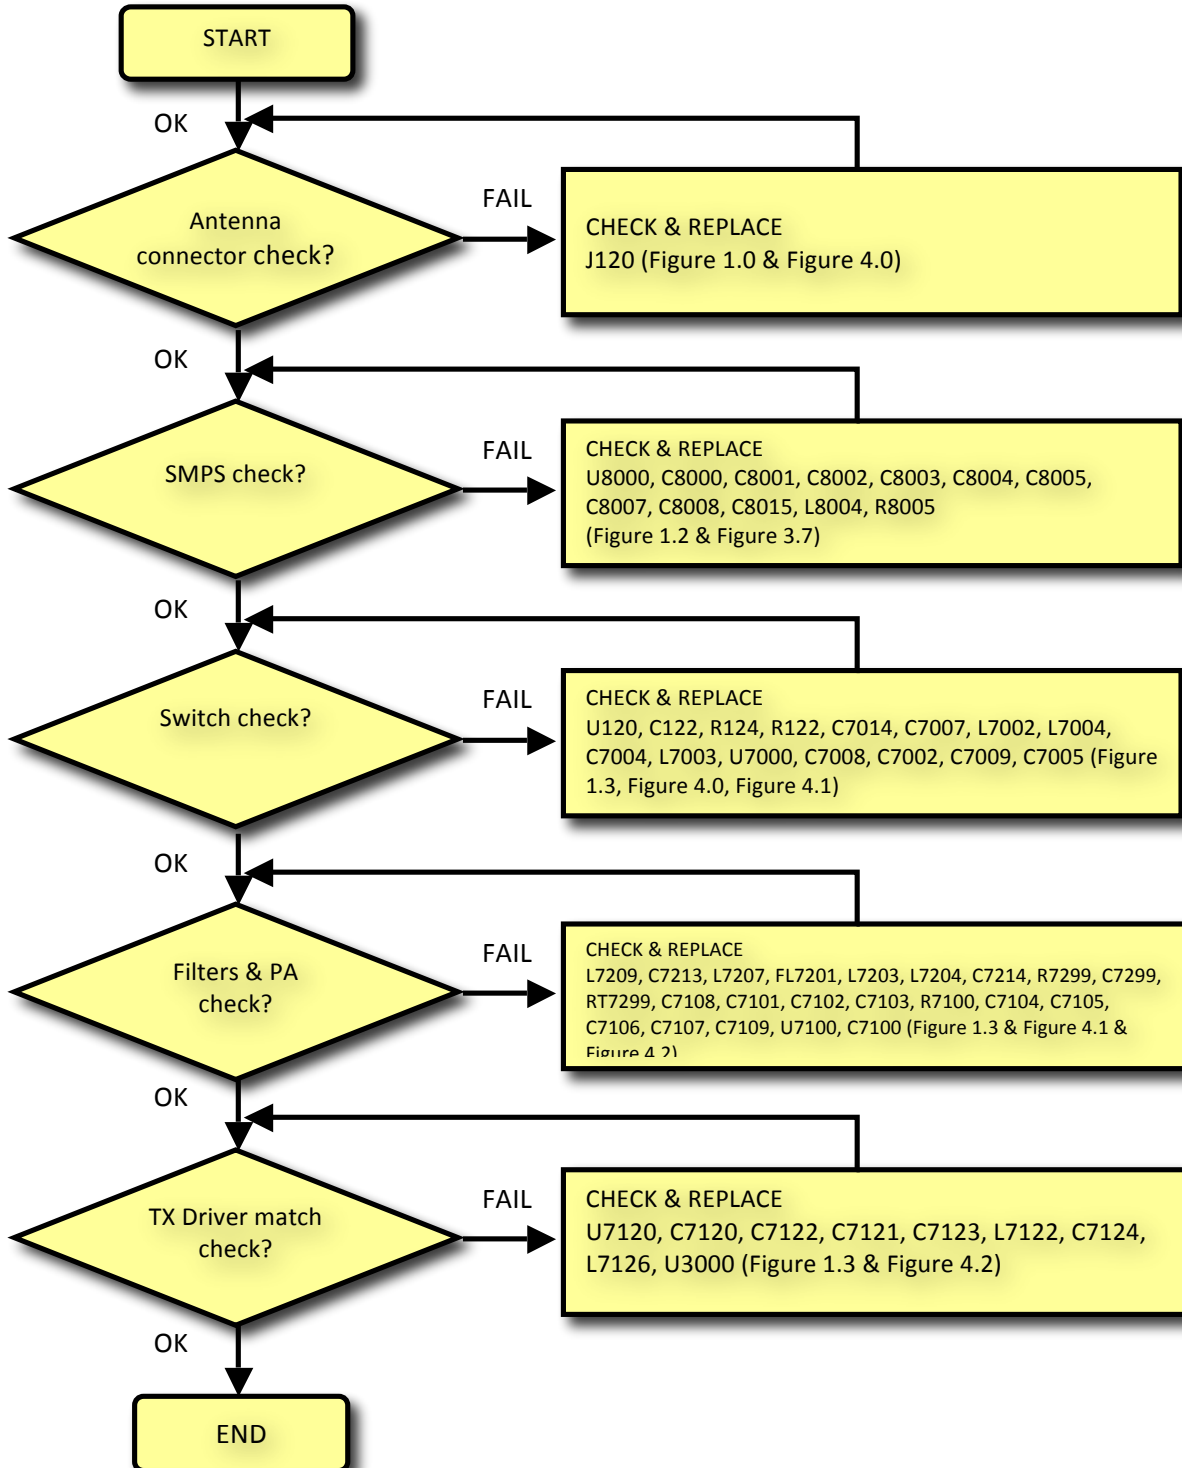 START
OK
Antenna
connector check?
FAIL
CHECK & REPLACE
J120 (Figure 1.0 & Figure 4.0)
OK
SMPS check?
FAIL
CHECK & REPLACE
U8000, C8000, C8001, C8002, C8003, C8004, C8005,
C8007, C8008, C8015, L8004, R8005
(Figure 1.2 & Figure 3.7)
OK
Switch check?
FAIL
CHECK & REPLACE
U120, C122, R124, R122, C7014, C7007, L7002, L7004,
C7004, L7003, U7000, C7008, C7002, C7009, C7005 (Figure
1.3, Figure 4.0, Figure 4.1)
OK
Filters & PA
check?
FAIL
CHECK & REPLACE
L7209, C7213, L7207, FL7201, L7203, L7204, C7214, R7299, C7299,
RT7299, C7108, C7101, C7102, C7103, R7100, C7104, C7105,
C7106, C7107, C7109, U7100, C7100 (Figure 1.3 & Figure 4.1 &
Figure 4.2)
OK
TX Driver match
check?
FAIL
CHECK & REPLACE
U7120, C7120, C7122, C7121, C7123, L7122, C7124,
L7126, U3000 (Figure 1.3 & Figure 4.2)
OK
END